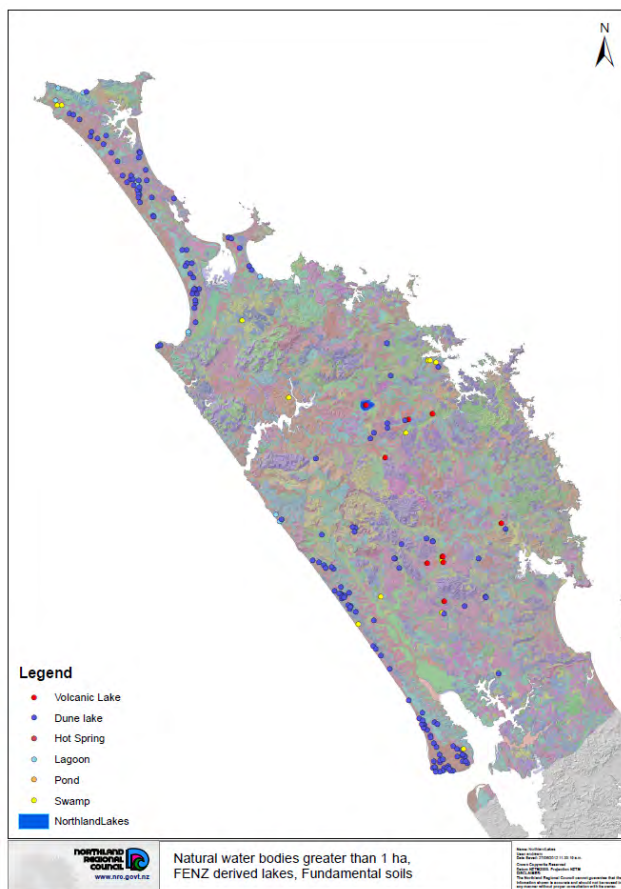 N
Legend
Volcanic Lake
Dune lake
Hot Spring
Lagoon
Pond
Swamp
NorthlandLakes
NORTHLAND
REGIONAL
COUNCIL
www.nrc.govt.nz
Natural water bodies greater than 1 ha,
FENZ derived lakes, Fundamental soils